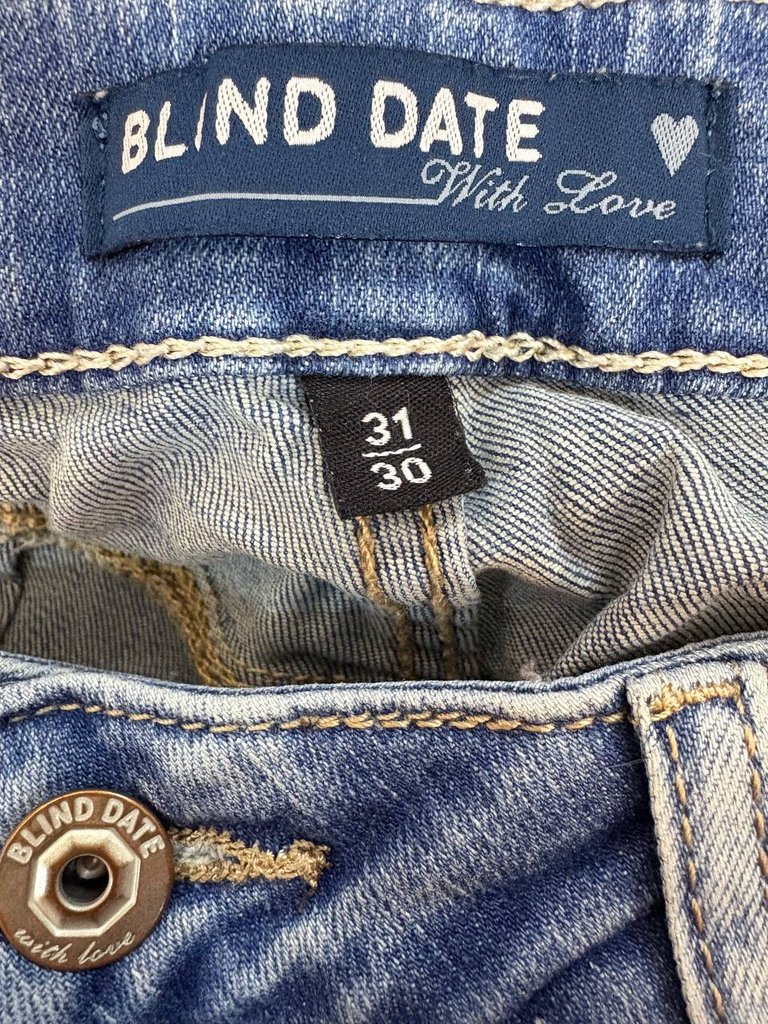 BLIND DATE
With Love
31
30
BLIND DATE
with love